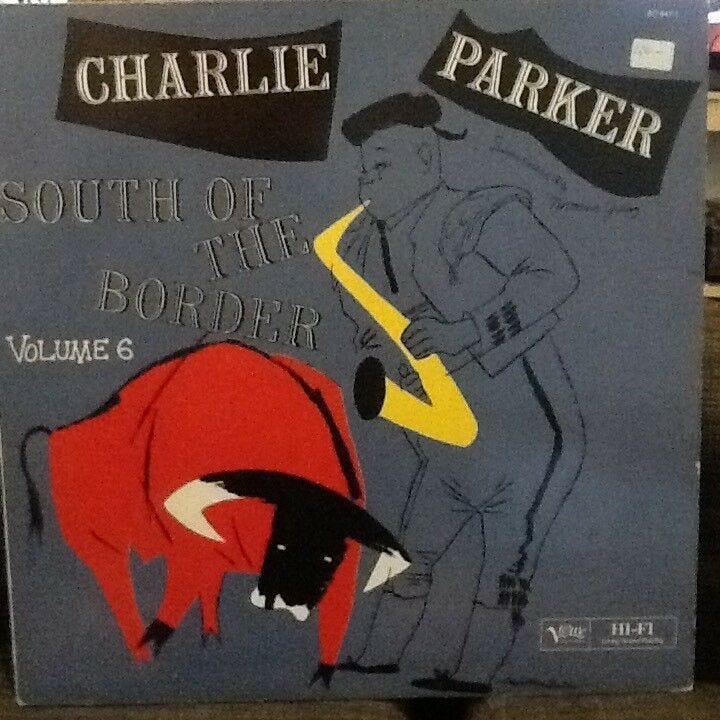 CHARLIE
PARKER
SOUTH OF
THE
BORDER
VOLUME 6
Verve HI-FI